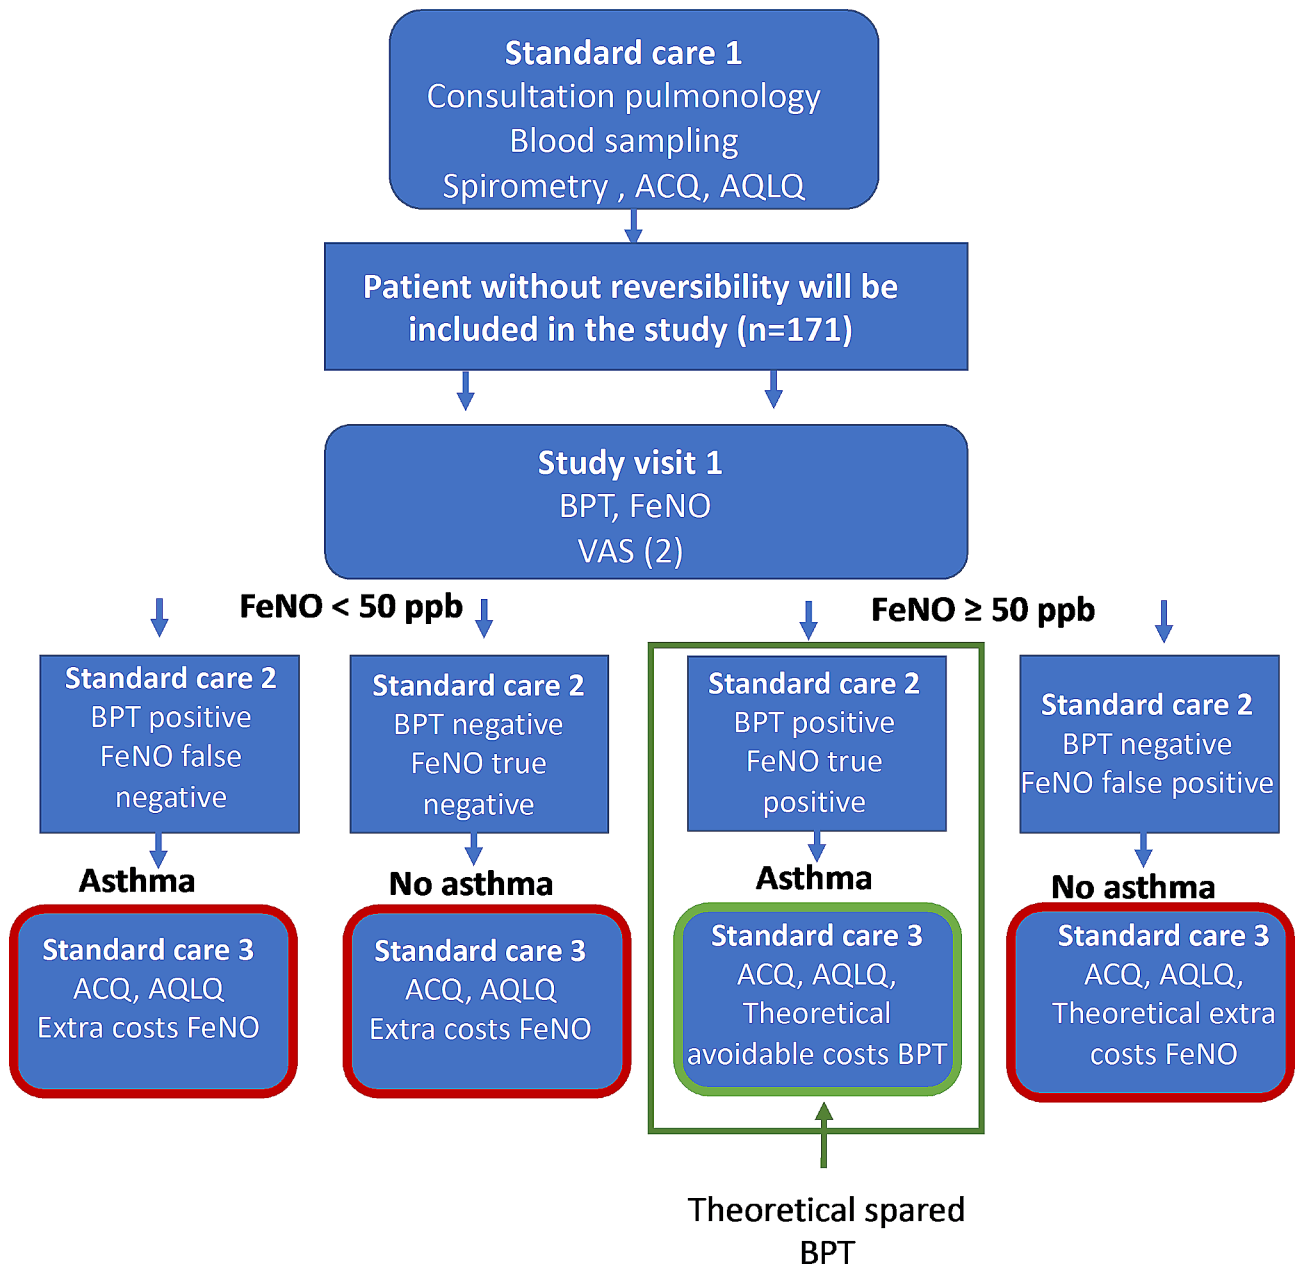 Standard care 1
Consultation pulmonology
Blood sampling
Spirometry , ACQ, AQLQ
Patient without reversibility will be
included in the study (n=171)
Study visit 1
BPT, FeNO
VAS (2)
FeNO < 50 ppb
FeNO ≥ 50 ppb
Standard care 2
BPT positive
FeNO false
negative
Standard care 2
BPT negative
FeNO true
negative
Standard care 2
BPT positive
FeNO true
positive
Standard care 2
BPT negative
FeNO false positive
Asthma
No asthma
Asthma
No asthma
Standard care 3
ACQ, AQLQ
Extra costs FeNO
Standard care 3
ACQ, AQLQ
Extra costs FeNO
Standard care 3
ACQ, AQLQ,
Theoretical
avoidable costs BPT
Standard care 3
ACQ, AQLQ,
Theoretical extra
costs FeNO
Theoretical spared
BPT